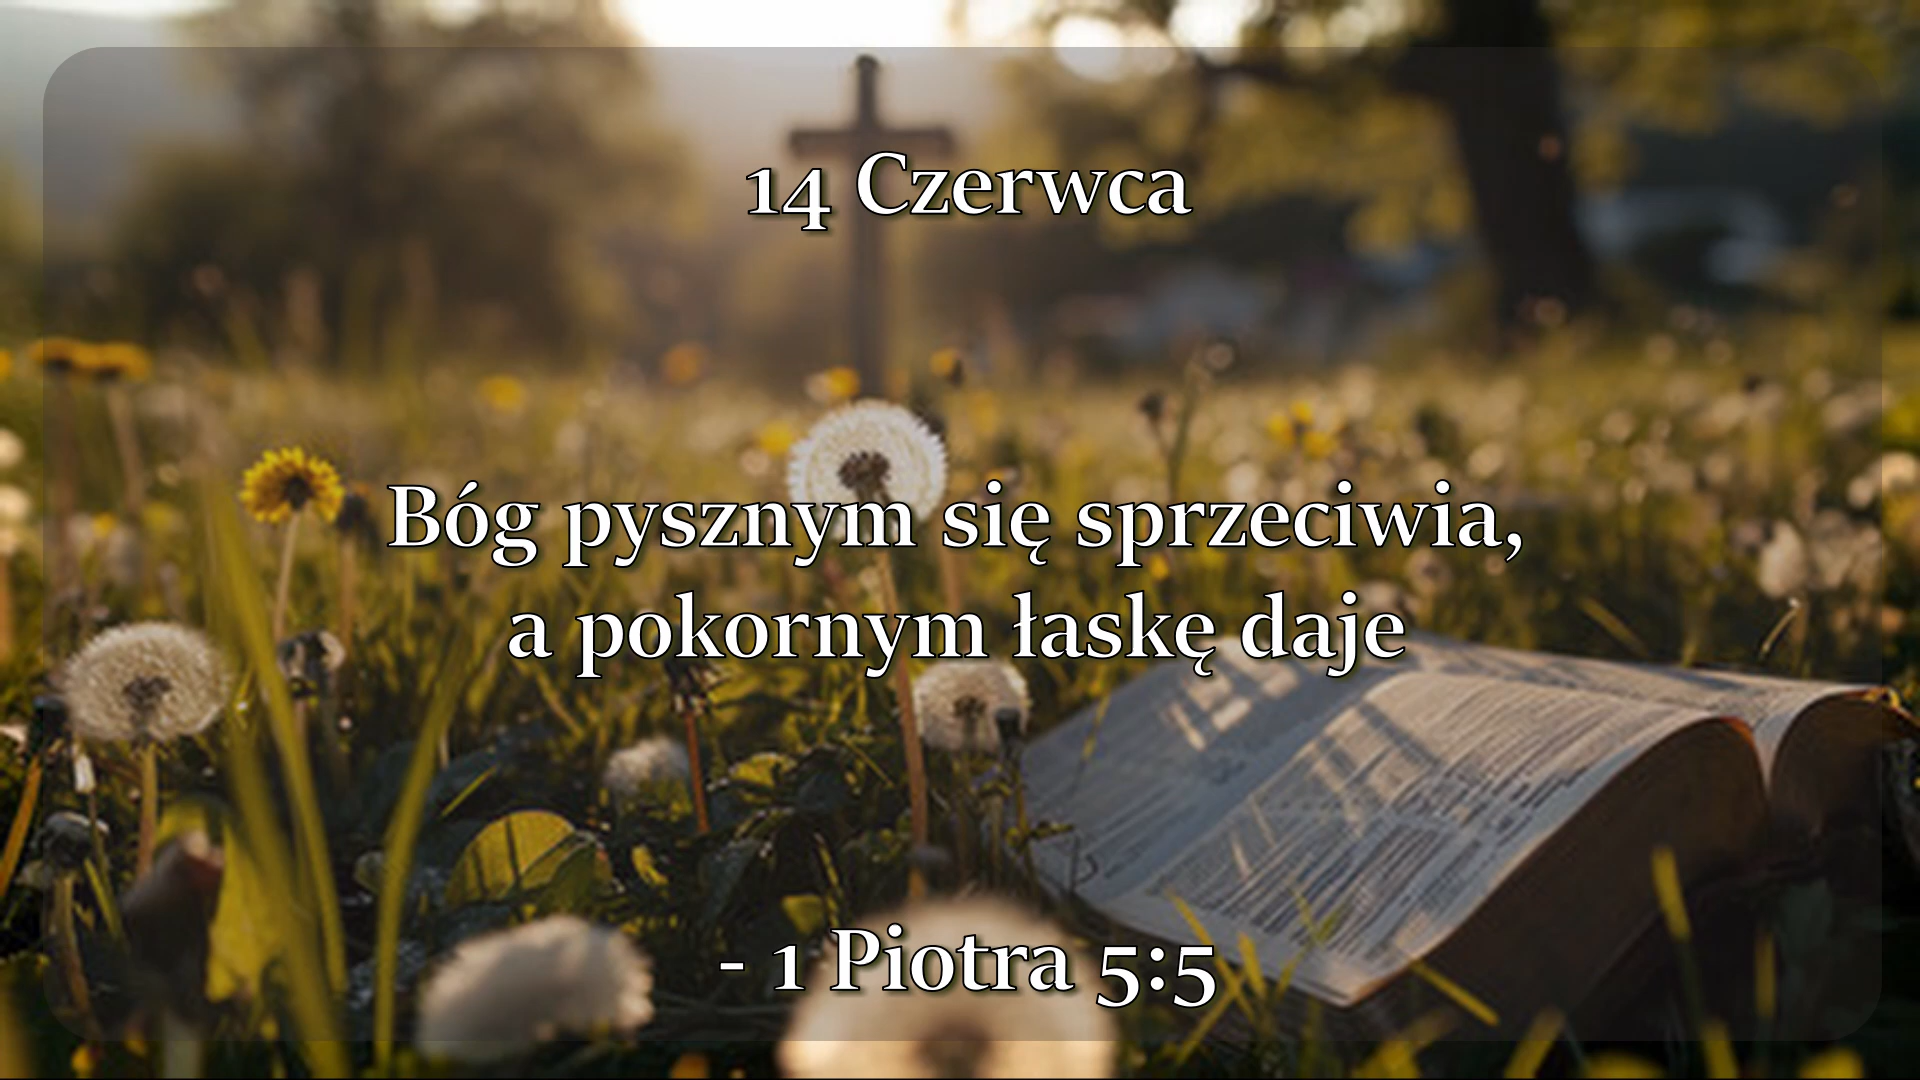 14 Czerwca
Bóg pysznym się sprzeciwia,
a pokornym łaskę daje
- 1 Piotra 5:5